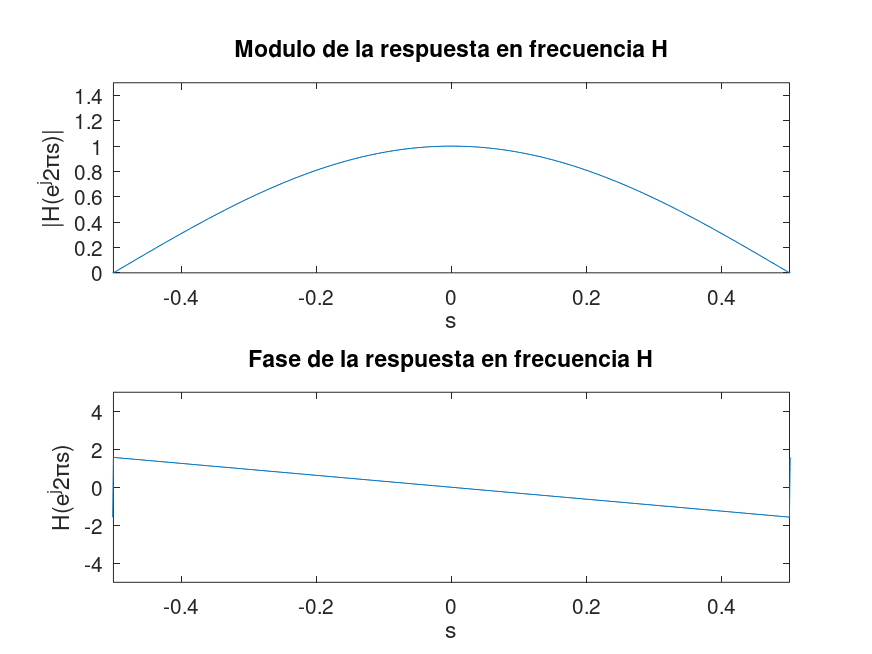 Modulo de la respuesta en frecuencia H
|H(eʲ2πs)|
1.4
1.2
1
0.8
0.6
0.4
0.2
0
-0.4 -0.2 0 0.2 0.4
s
Fase de la respuesta en frecuencia H
H(eʲ2πs)
4
2
0
-2
-4
-0.4 -0.2 0 0.2 0.4
s